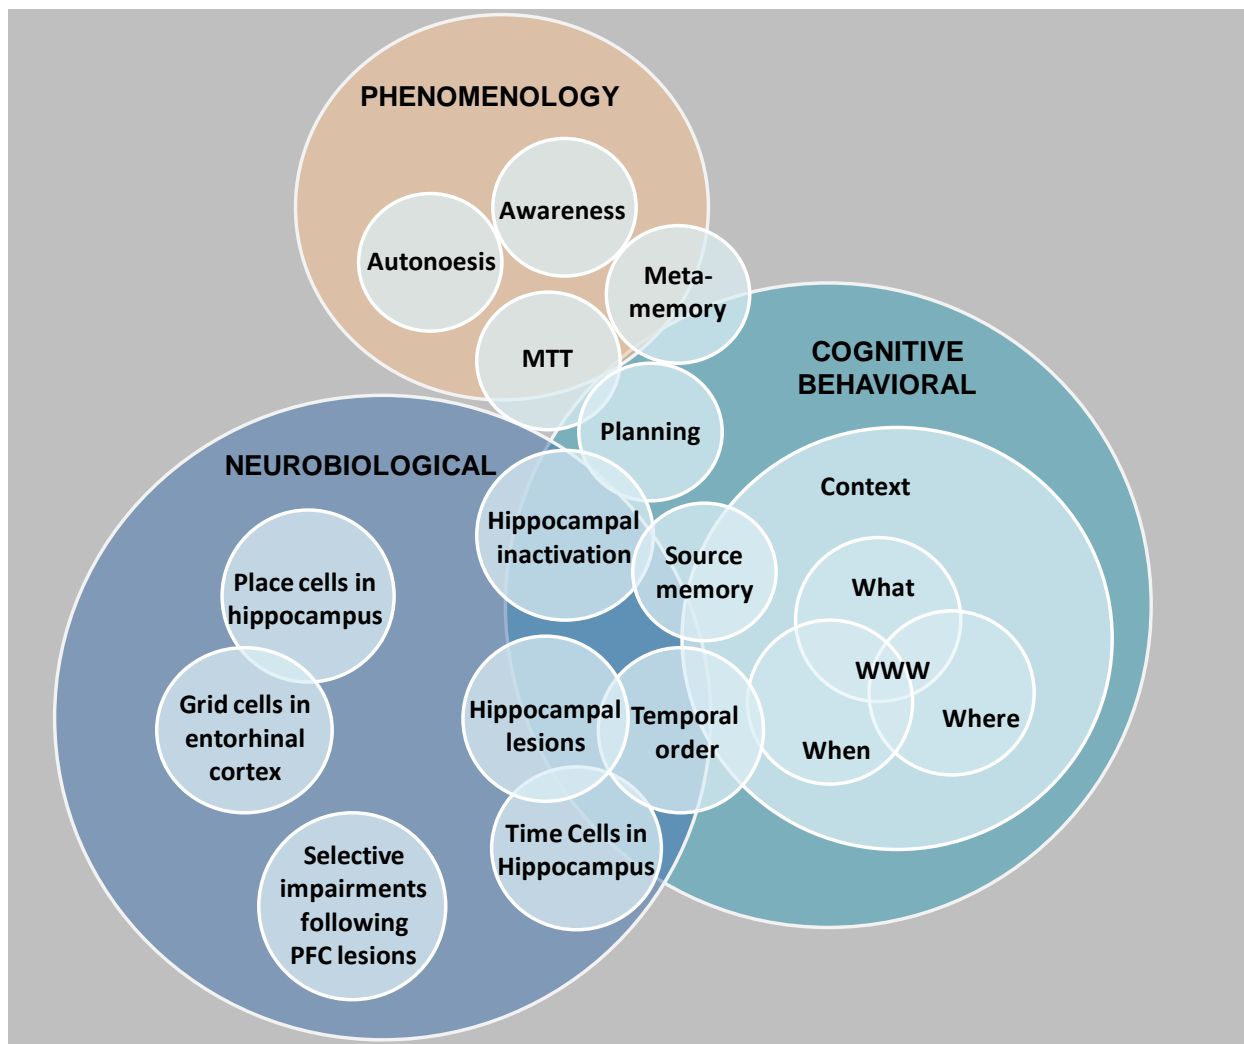 PHENOMENOLOGY
Awareness
Autonoesis
Meta-
memory
MTT
COGNITIVE
BEHAVIORAL
Planning
NEUROBIOLOGICAL
Context
Hippocampal
inactivation
Source
memory
What
Place cells in
hippocampus
WWW
Where
When
Grid cells in
entorhinal
cortex
Hippocampal
lesions
Temporal
order
Time Cells in
Hippocampus
Selective
impairments
following
PFC lesions